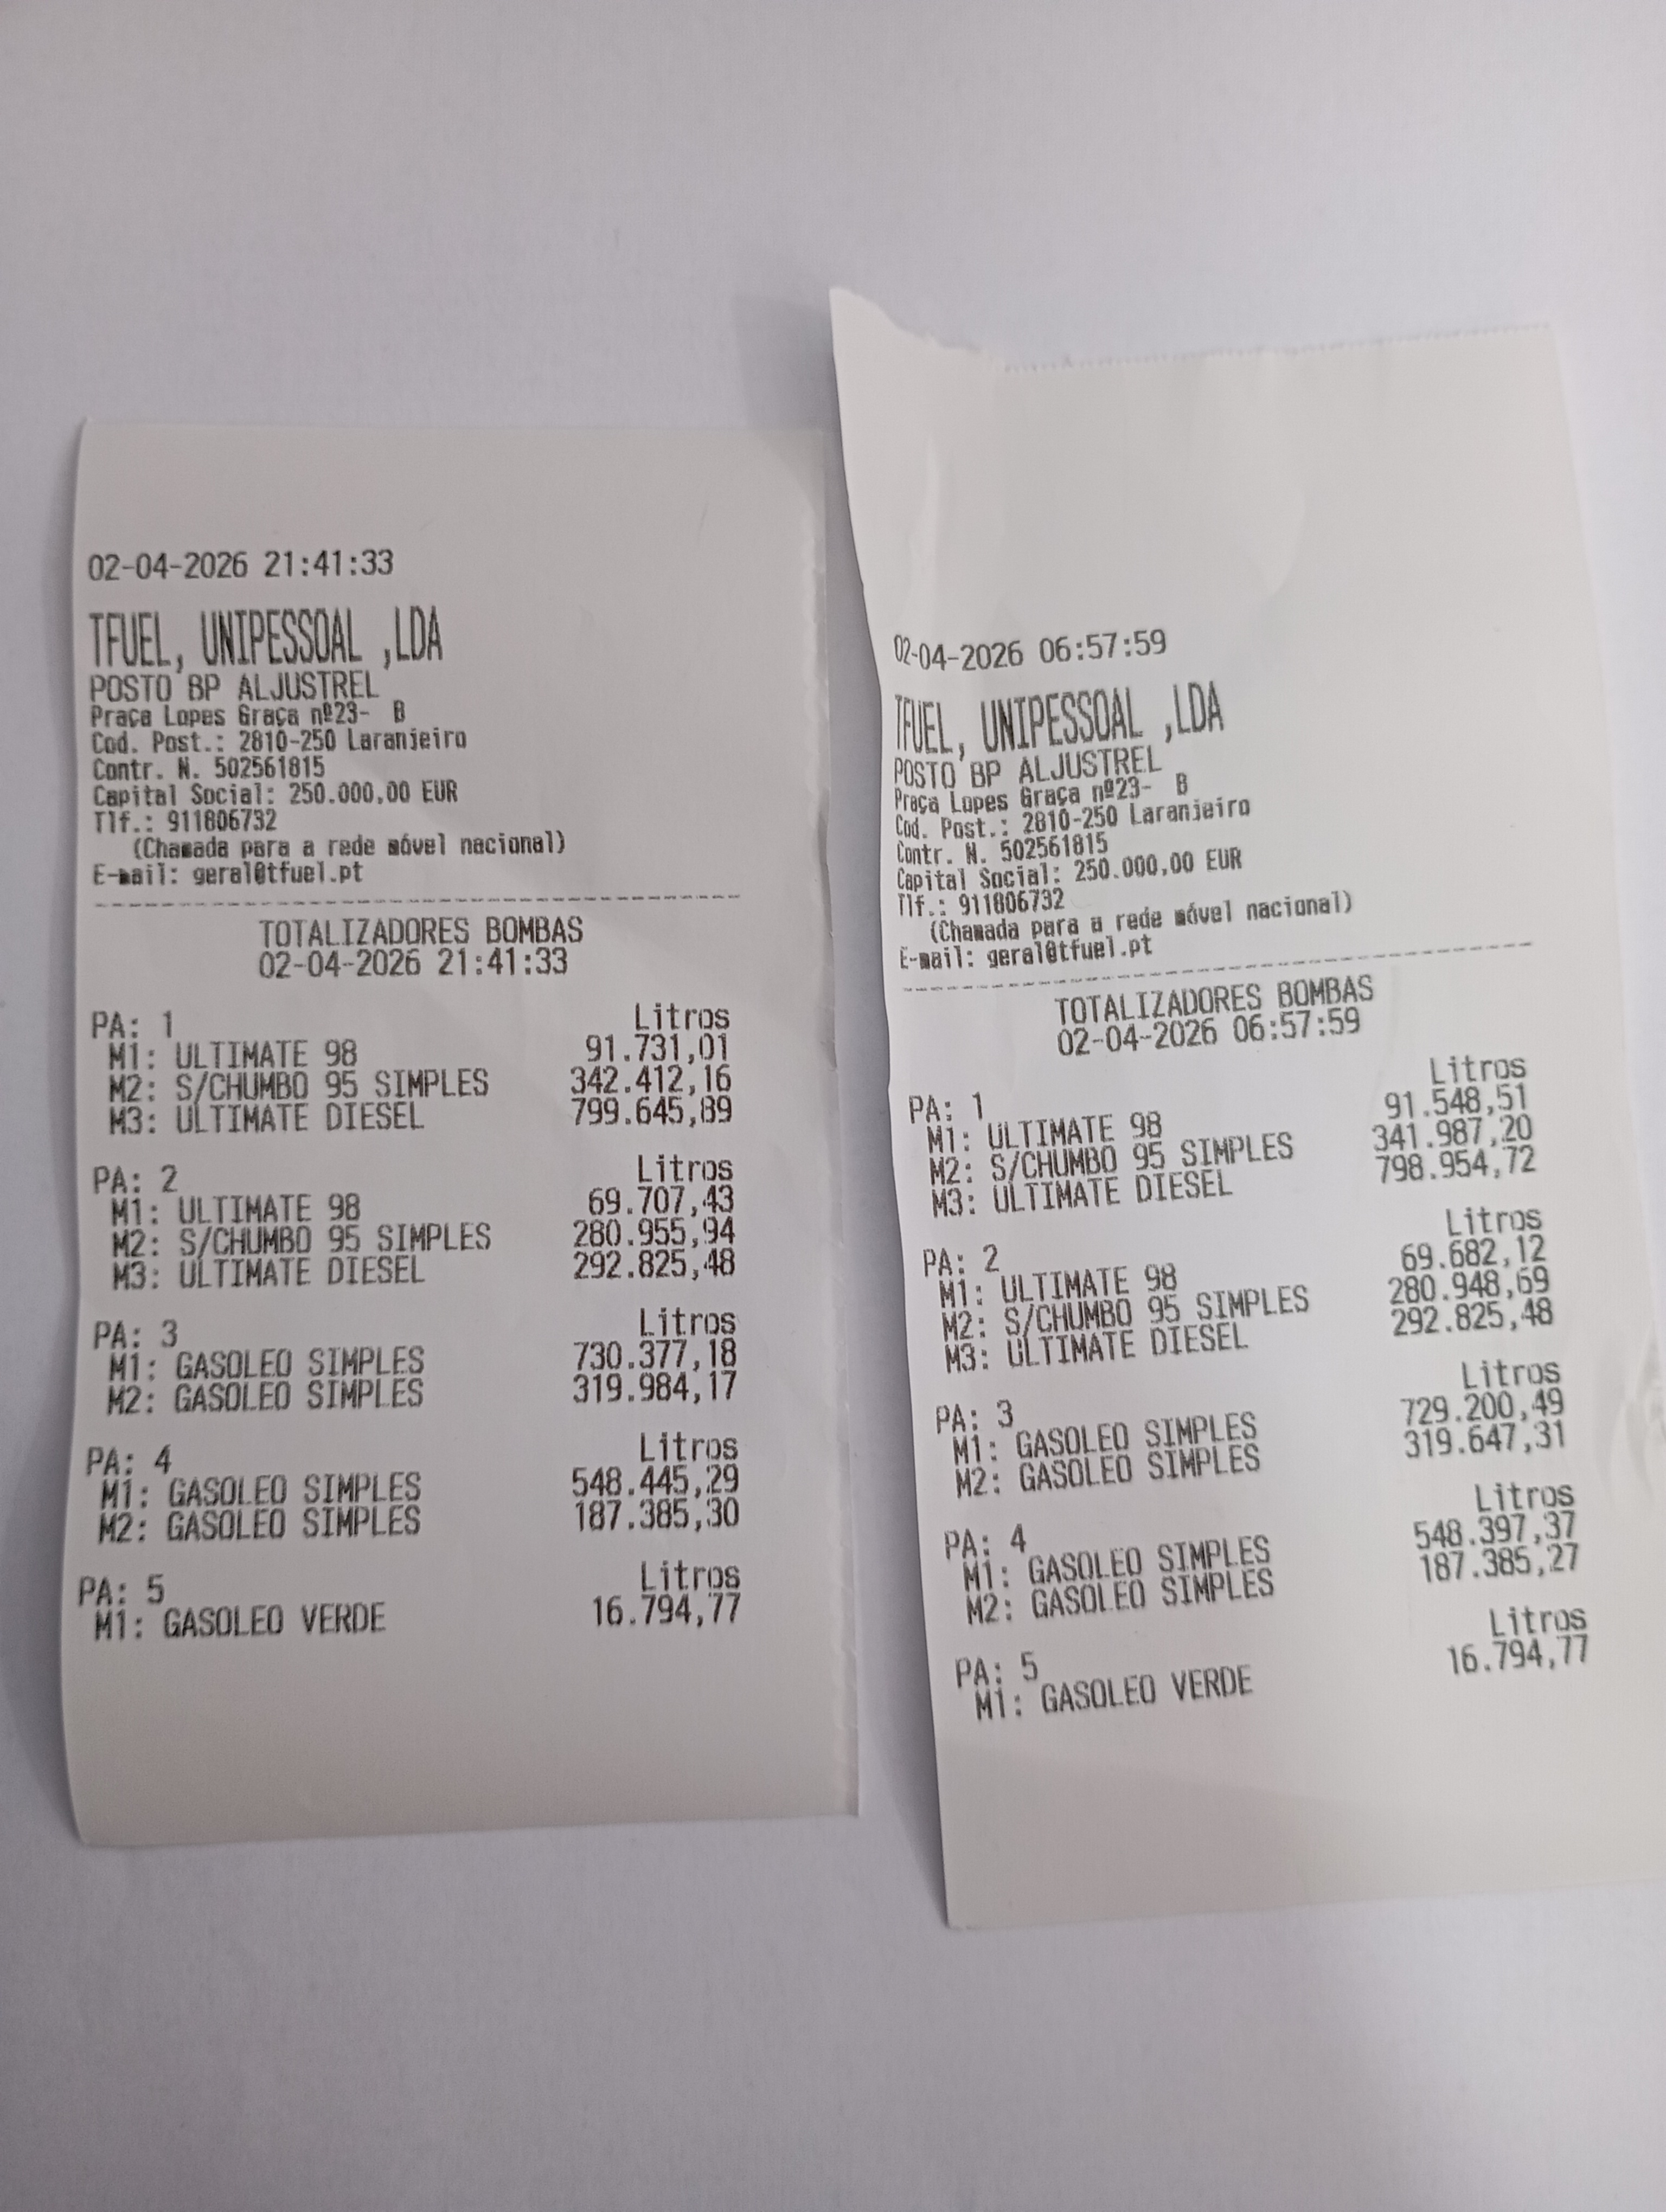 02-04-2026 21:41:33
TFUEL, UNIPESSOAL ,LDA
POSTO BP ALJUSTREL
Praça Lopes Graça nº23-  B
Cod. Post.: 2810-250 Laranjeiro
Contr. N. 502561815
Capital Social: 250.000,00 EUR
Tlf.: 911806732
(Chamada para a rede móvel nacional)
E-mail: geral@tfuel.pt
TOTALIZADORES BOMBAS
02-04-2026 21:41:33
PA: 1 Litros
M1: ULTIMATE 98 91.731,01
M2: S/CHUMBO 95 SIMPLES 342.412,16
M3: ULTIMATE DIESEL 799.645,89
PA: 2 Litros
M1: ULTIMATE 98 69.707,43
M2: S/CHUMBO 95 SIMPLES 280.955,94
M3: ULTIMATE DIESEL 292.825,48
PA: 3 Litros
M1: GASOLEO SIMPLES 730.377,18
M2: GASOLEO SIMPLES 319.984,17
PA: 4 Litros
M1: GASOLEO SIMPLES 548.445,29
M2: GASOLEO SIMPLES 187.385,30
PA: 5 Litros
M1: GASOLEO VERDE 16.794,77
02-04-2026 06:57:59
TFUEL, UNIPESSOAL ,LDA
POSTO BP ALJUSTREL
Praça Lopes Graça nº23-  B
Cod. Post.: 2810-250 Laranjeiro
Contr. N. 502561815
Capital Social: 250.000,00 EUR
Tlf.: 911806732
(Chamada para a rede móvel nacional)
E-mail: geral@tfuel.pt
TOTALIZADORES BOMBAS
02-04-2026 06:57:59
PA: 1 Litros
M1: ULTIMATE 98 91.548,51
M2: S/CHUMBO 95 SIMPLES 341.987,20
M3: ULTIMATE DIESEL 798.954,72
PA: 2 Litros
M1: ULTIMATE 98 69.682,12
M2: S/CHUMBO 95 SIMPLES 280.948,69
M3: ULTIMATE DIESEL 292.825,48
PA: 3 Litros
M1: GASOLEO SIMPLES 729.200,49
M2: GASOLEO SIMPLES 319.647,31
PA: 4 Litros
M1: GASOLEO SIMPLES 548.397,37
M2: GASOLEO SIMPLES 187.385,27
PA: 5 Litros
M1: GASOLEO VERDE 16.794,77